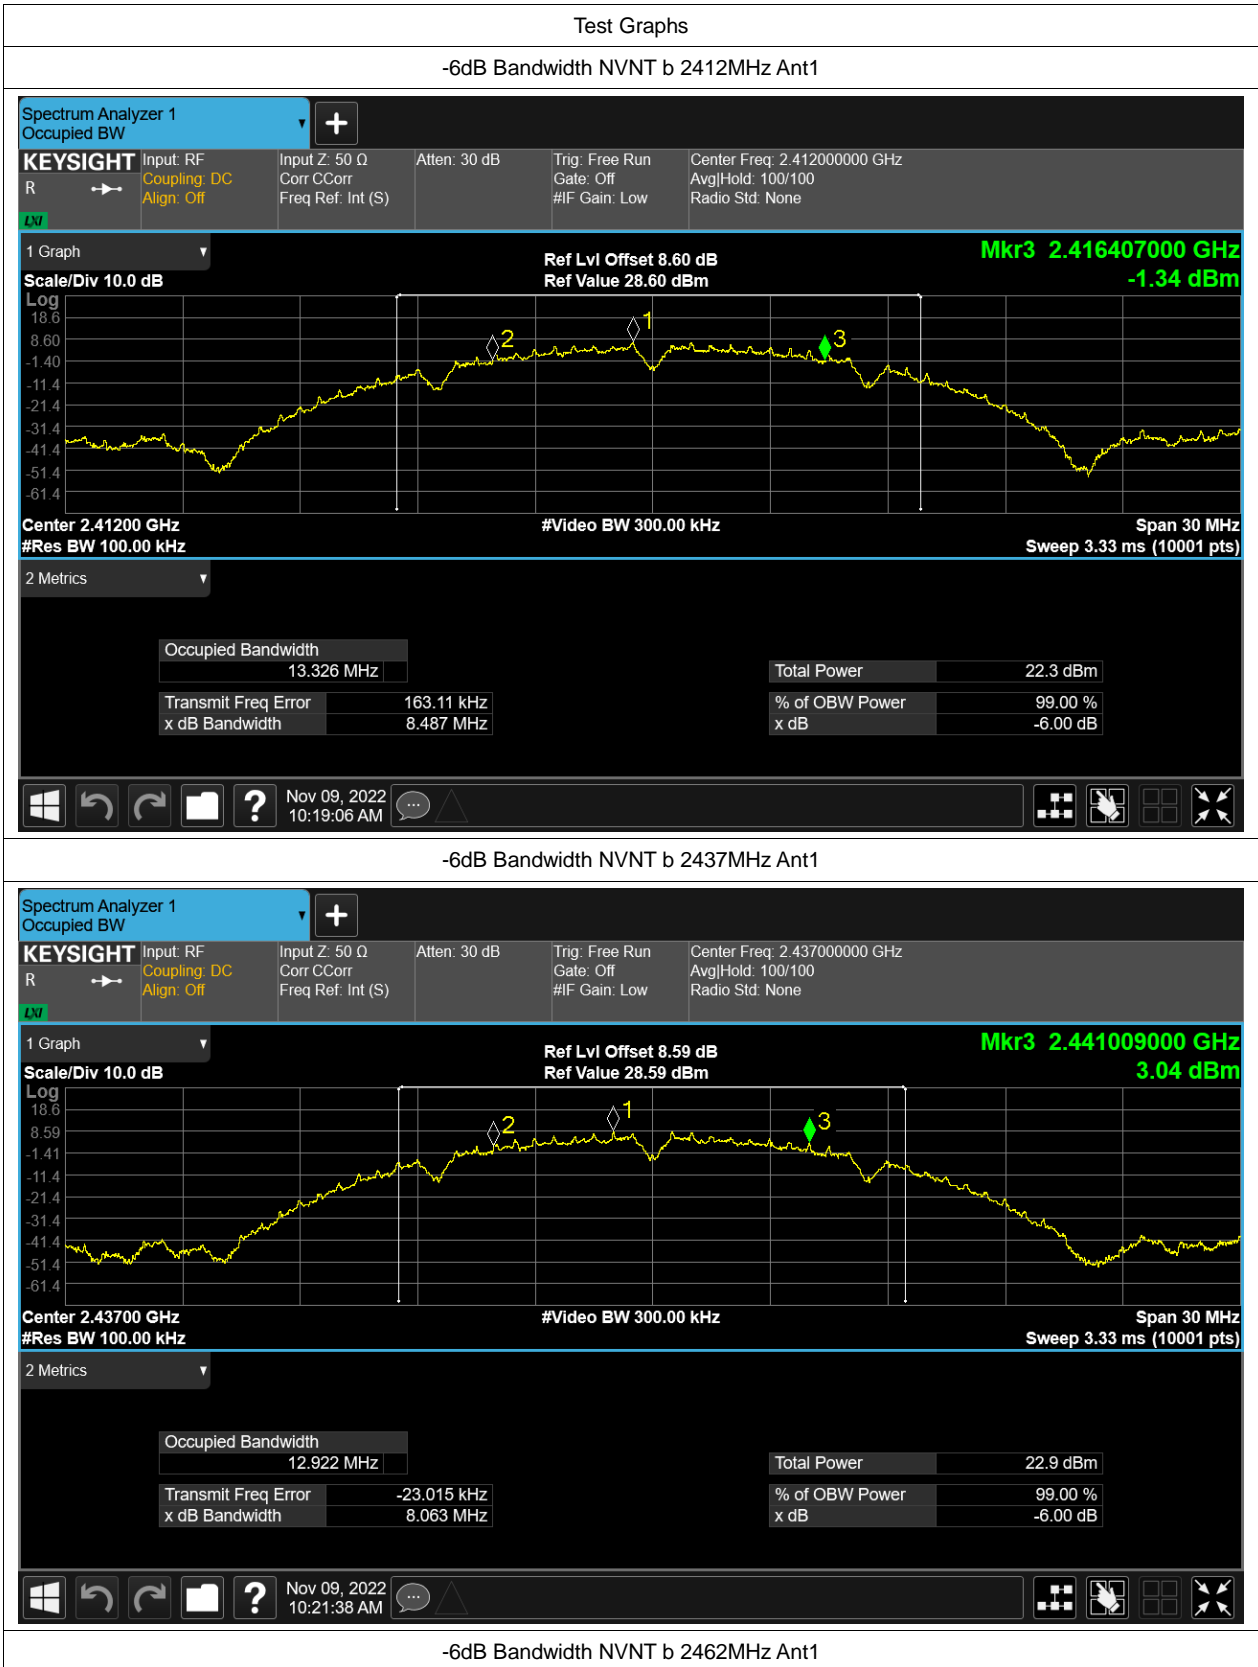 Test Graphs
-6dB Bandwidth NVNT b 2412MHz Ant1
Spectrum Analyzer 1
Occupied BW
KEYSIGHT Input: RF Input Z: 50 Ω Atten: 30 dB Trig: Free Run Center Freq: 2.412000000 GHz
R Coupling: DC Corr CCorr Gate: Off Avg|Hold: 100/100
Align: Off Freq Ref: Int (S) #IF Gain: Low Radio Std: None
LXI
1 Graph Ref Lvl Offset 8.60 dB Mkr3 2.416407000 GHz
Scale/Div 10.0 dB Ref Value 28.60 dBm -1.34 dBm
Log
18.6
8.60
-1.40
-11.4
-21.4
-31.4
-41.4
-51.4
-61.4
2 1 3
Center 2.41200 GHz #Video BW 300.00 kHz Span 30 MHz
#Res BW 100.00 kHz Sweep 3.33 ms (10001 pts)
2 Metrics
Occupied Bandwidth
13.326 MHz Total Power 22.3 dBm
Transmit Freq Error 163.11 kHz % of OBW Power 99.00 %
x dB Bandwidth 8.487 MHz x dB -6.00 dB
Nov 09, 2022
10:19:06 AM
-6dB Bandwidth NVNT b 2437MHz Ant1
Spectrum Analyzer 1
Occupied BW
KEYSIGHT Input: RF Input Z: 50 Ω Atten: 30 dB Trig: Free Run Center Freq: 2.437000000 GHz
R Coupling: DC Corr CCorr Gate: Off Avg|Hold: 100/100
Align: Off Freq Ref: Int (S) #IF Gain: Low Radio Std: None
LXI
1 Graph Ref Lvl Offset 8.59 dB Mkr3 2.441009000 GHz
Scale/Div 10.0 dB Ref Value 28.59 dBm 3.04 dBm
Log
18.6
8.59
-1.41
-11.4
-21.4
-31.4
-41.4
-51.4
-61.4
2 1 3
Center 2.43700 GHz #Video BW 300.00 kHz Span 30 MHz
#Res BW 100.00 kHz Sweep 3.33 ms (10001 pts)
2 Metrics
Occupied Bandwidth
12.922 MHz Total Power 22.9 dBm
Transmit Freq Error -23.015 kHz % of OBW Power 99.00 %
x dB Bandwidth 8.063 MHz x dB -6.00 dB
Nov 09, 2022
10:21:38 AM
-6dB Bandwidth NVNT b 2462MHz Ant1